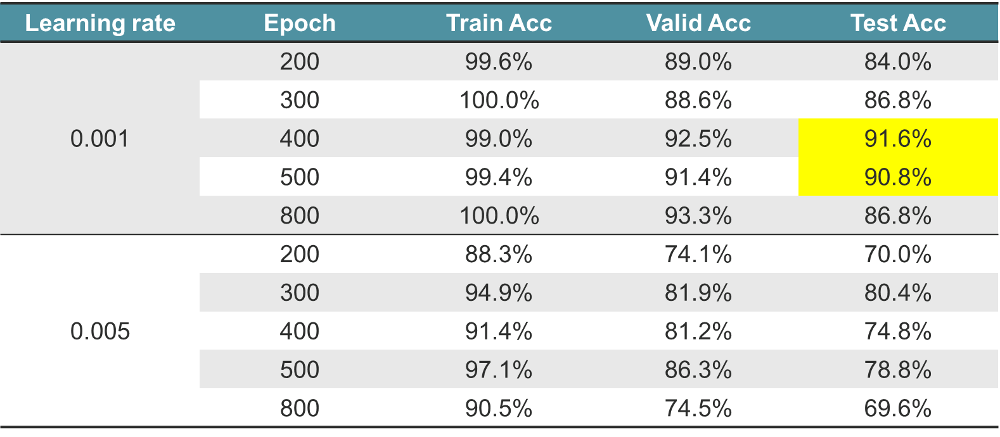 Learning rate Epoch Train Acc Valid Acc Test Acc
200 99.6% 89.0% 84.0%
300 100.0% 88.6% 86.8%
0.001 400 99.0% 92.5% 91.6%
500 99.4% 91.4% 90.8%
800 100.0% 93.3% 86.8%
200 88.3% 74.1% 70.0%
300 94.9% 81.9% 80.4%
0.005 400 91.4% 81.2% 74.8%
500 97.1% 86.3% 78.8%
800 90.5% 74.5% 69.6%